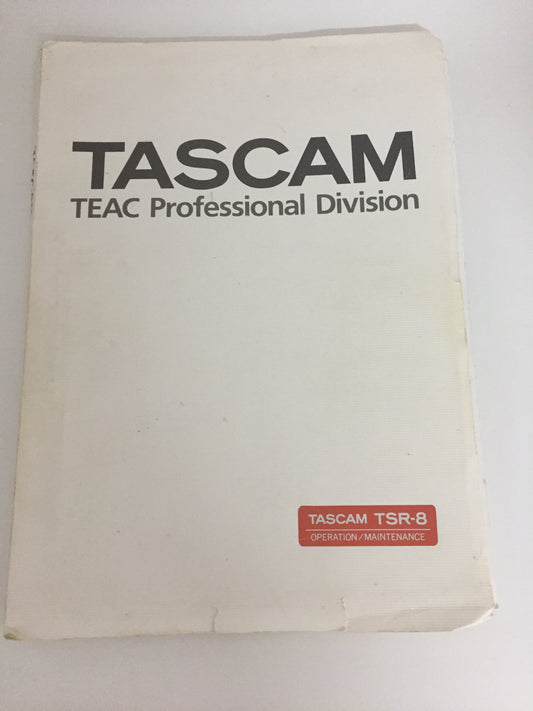 TASCAM
TEAC Professional Division
TASCAM TSR-8
OPERATION/MAINTENANCE